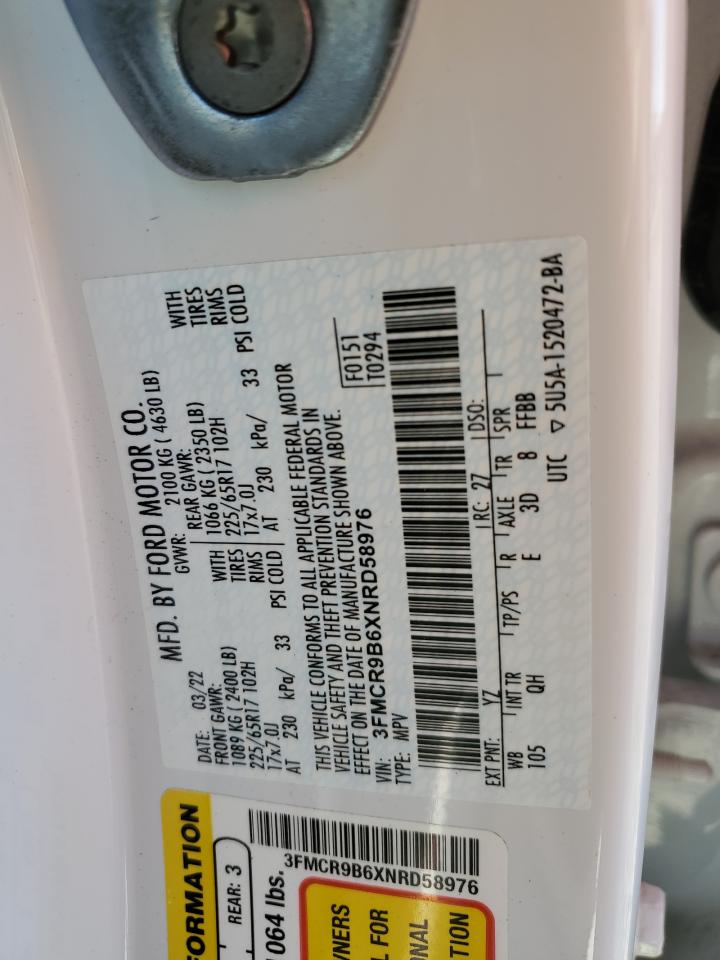 MFD. BY FORD MOTOR CO.
DATE: 03/22 GVWR: 2100 KG ( 4630 LB)
FRONT GAWR: REAR GAWR:
1089 KG ( 2400 LB) WITH 1066 KG ( 2350 LB) WITH
225/65R17 102H TIRES 225/65R17 102H TIRES
17x7.0J RIMS 17x7.0J RIMS
AT 230 kPa/ 33 PSI COLD AT 230 kPa/ 33 PSI COLD
THIS VEHICLE CONFORMS TO ALL APPLICABLE FEDERAL MOTOR
VEHICLE SAFETY AND THEFT PREVENTION STANDARDS IN
EFFECT ON THE DATE OF MANUFACTURE SHOWN ABOVE.
VIN: 3FMCR9B6XNRD58976
TYPE: MPV
F0151
T0294
EXT PNT: YZ RC: 27 DSO:
WB INT TR TP/PS R AXLE TR SPR
105 QH E 3D 8 FFBB
UTC ▽ 5U5A-1520472-BA
FORMATION
REAR: 3
064 lbs.
3FMCR9B6XNRD58976
WNERS
L FOR
ONAL
TION